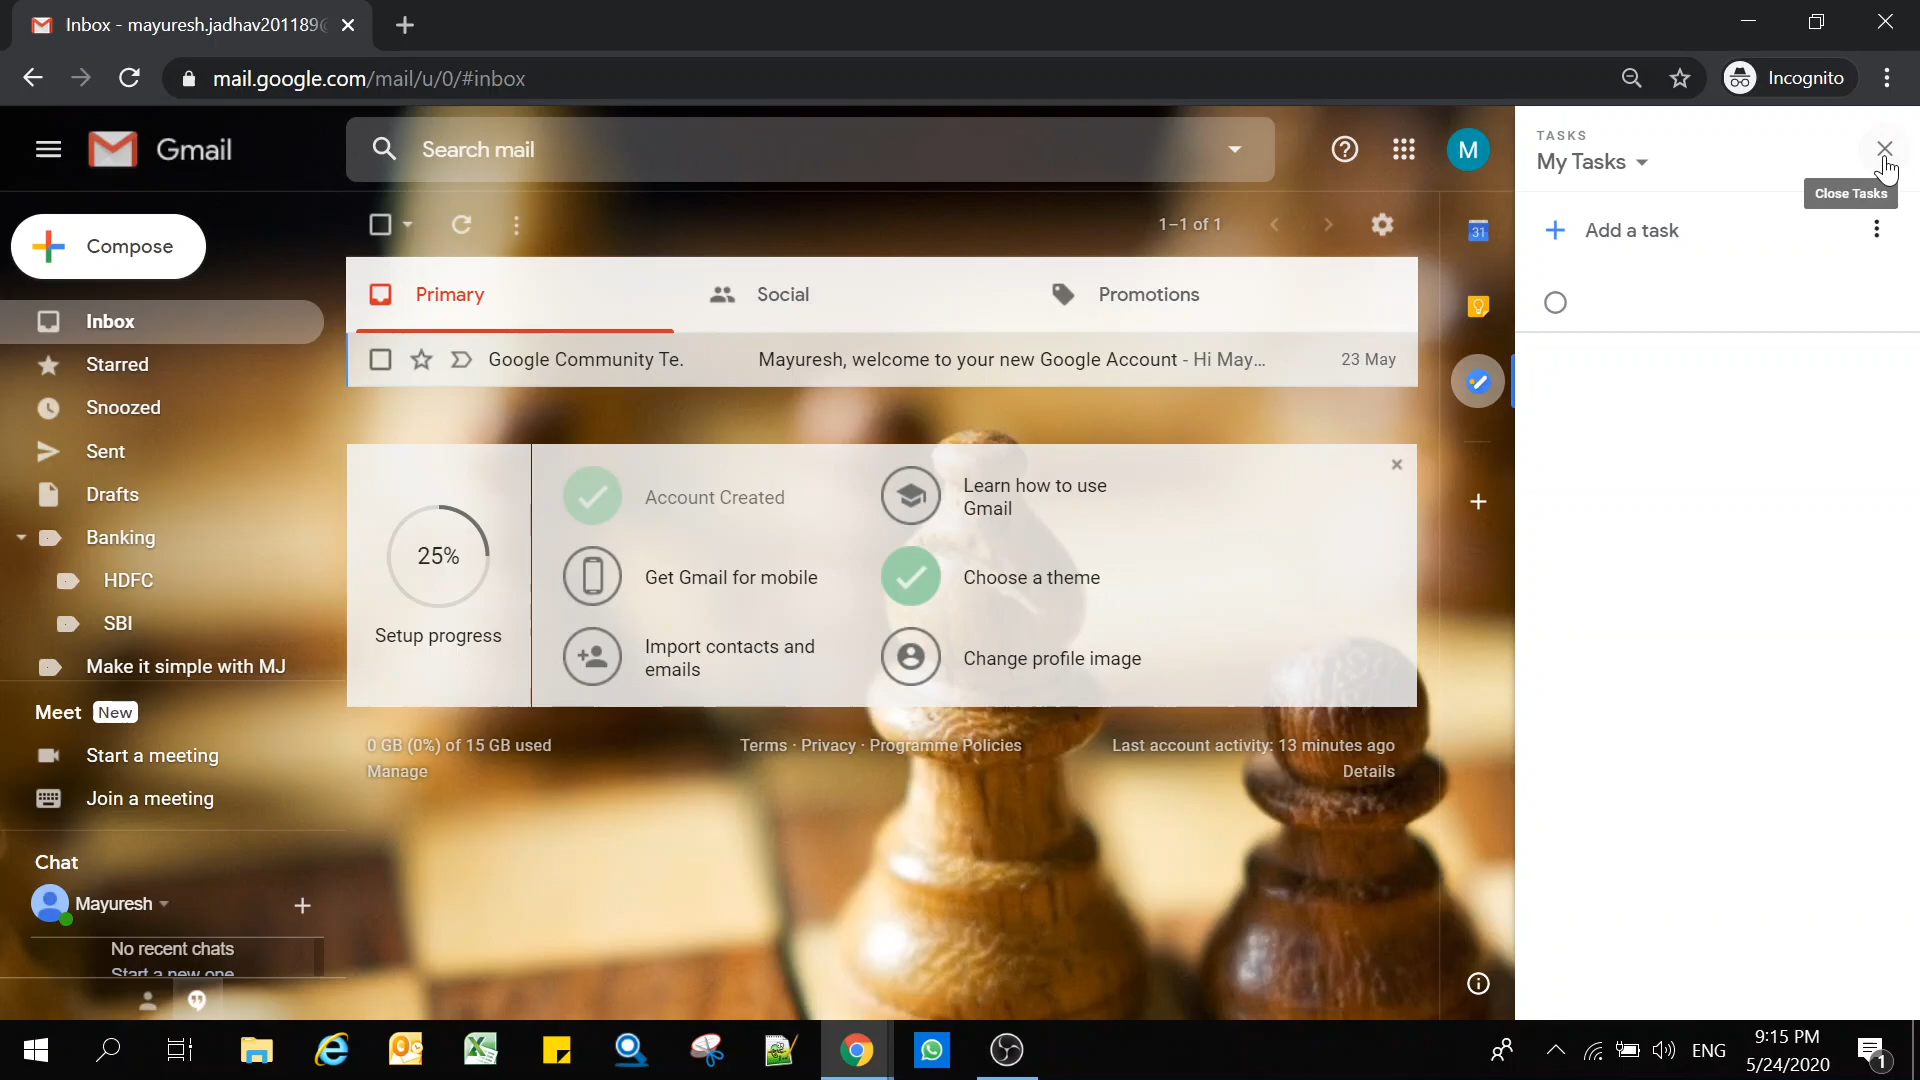 Inbox - mayuresh.jadhav201189@
mail.google.com/mail/u/0/#inbox
Incognito
Gmail
Search mail
M
TASKS
My Tasks
Close Tasks
Add a task
Compose
1–1 of 1
31
Primary
Social
Promotions
Google Community Te.
Mayuresh, welcome to your new Google Account - Hi May...
23 May
Inbox
Starred
Snoozed
Sent
Drafts
Banking
HDFC
SBI
Make it simple with MJ
Meet New
Start a meeting
Join a meeting
Chat
Mayuresh
No recent chats
Start a new one
25%
Setup progress
Account Created
Learn how to use
Gmail
Get Gmail for mobile
Choose a theme
Import contacts and
emails
Change profile image
0 GB (0%) of 15 GB used
Manage
Terms · Privacy · Programme Policies
Last account activity: 13 minutes ago
Details
ENG
9:15 PM
5/24/2020
1